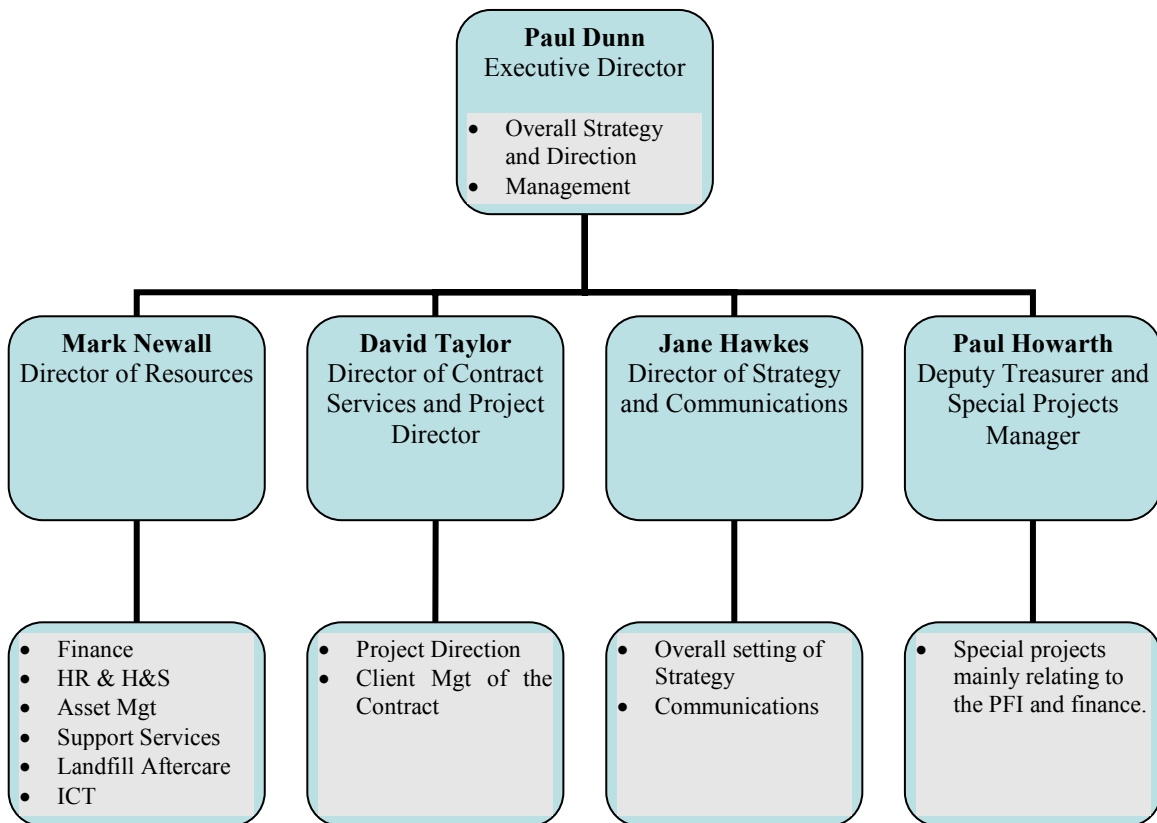 Paul Dunn
Executive Director
• Overall Strategy
and Direction
• Management
Mark Newall
Director of Resources
David Taylor
Director of Contract
Services and Project
Director
Jane Hawkes
Director of Strategy
and Communications
Paul Howarth
Deputy Treasurer and
Special Projects
Manager
• Finance
• HR & H&S
• Asset Mgt
• Support Services
• Landfill Aftercare
• ICT
• Project Direction
• Client Mgt of the
Contract
• Overall setting of
Strategy
• Communications
• Special projects
mainly relating to
the PFI and finance.